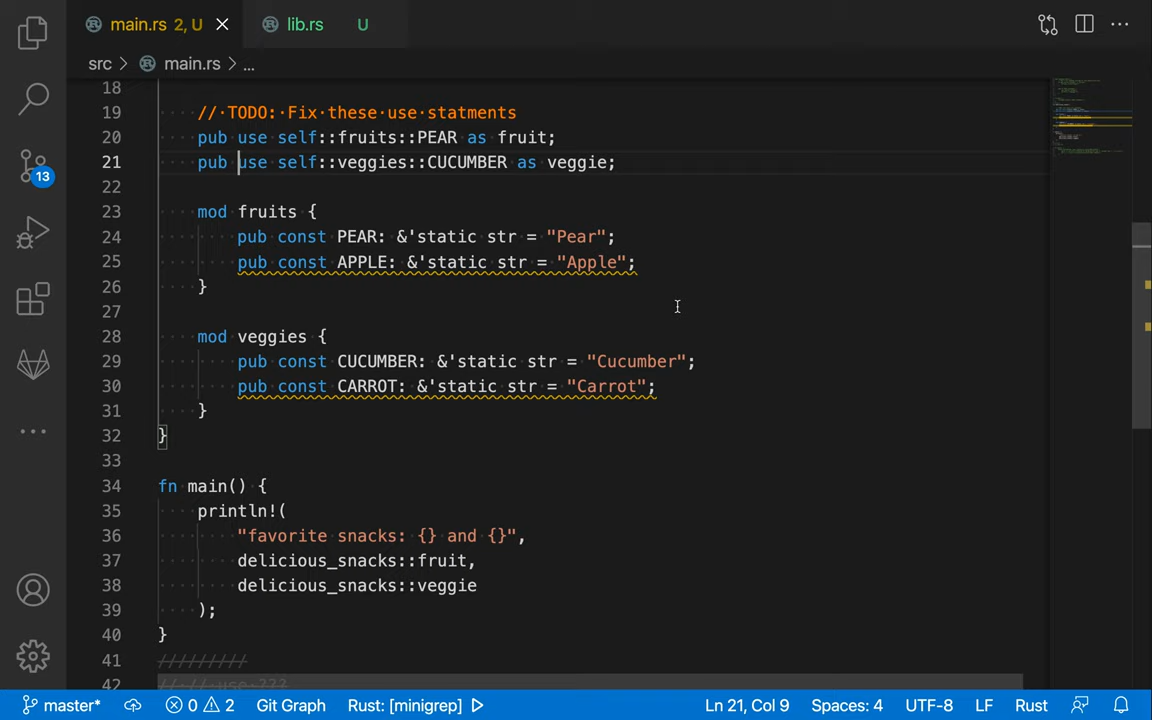 main.rs 2, U
lib.rs U
src > main.rs > ...
18
19 // TODO: Fix these use statments
20 pub use self::fruits::PEAR as fruit;
21 pub use self::veggies::CUCUMBER as veggie;
22
23 mod fruits {
24 pub const PEAR: &'static str = "Pear";
25 pub const APPLE: &'static str = "Apple";
26 }
27
28 mod veggies {
29 pub const CUCUMBER: &'static str = "Cucumber";
30 pub const CARROT: &'static str = "Carrot";
31 }
32 }
33
34 fn main() {
35 println!(
36 "favorite snacks: {} and {}",
37 delicious_snacks::fruit,
38 delicious_snacks::veggie
39 );
40 }
41 /////////
42 // // use ???
13
master* 0 2 Git Graph Rust: [minigrep] Ln 21, Col 9 Spaces: 4 UTF-8 LF Rust